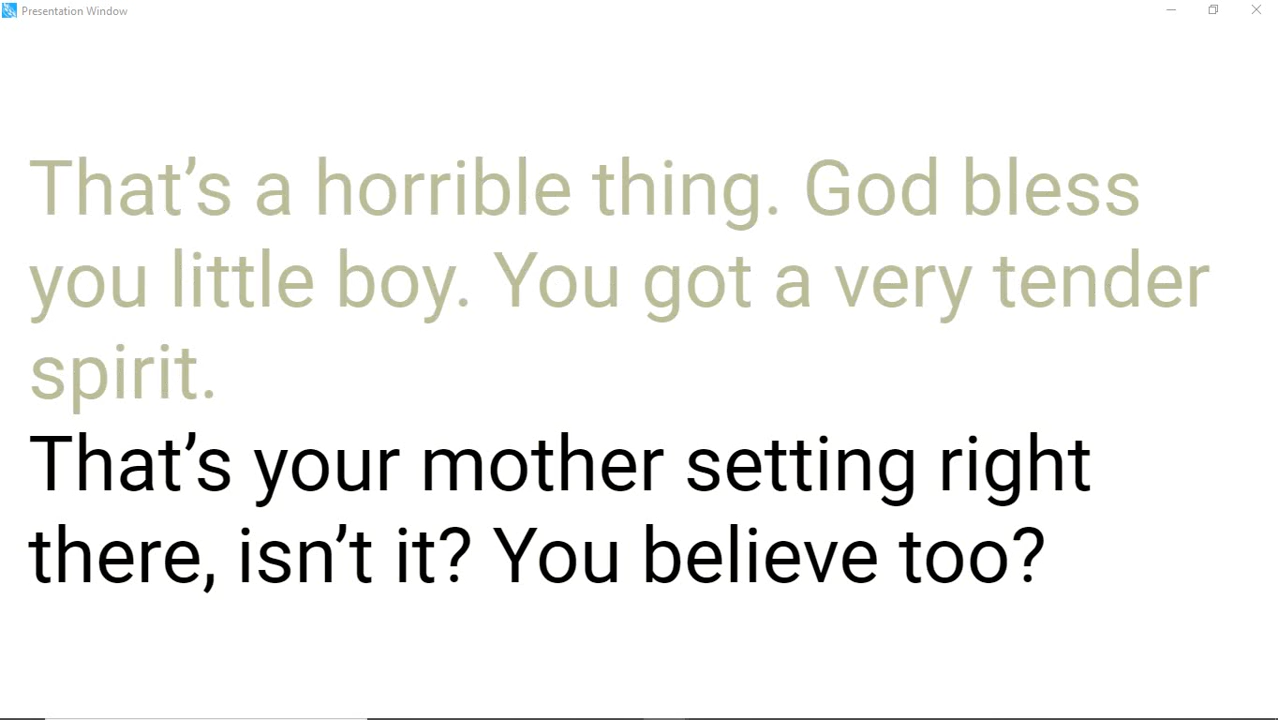 Presentation Window
That’s a horrible thing. God bless
you little boy. You got a very tender
spirit.
That’s your mother setting right
there, isn’t it? You believe too?